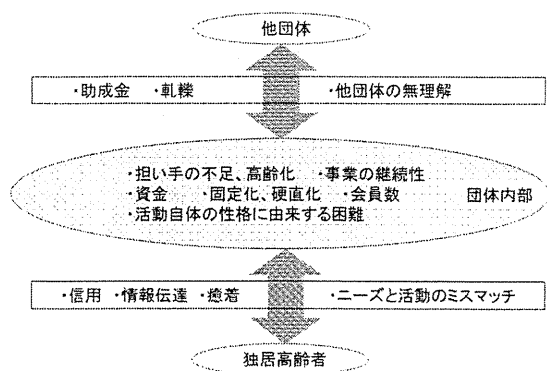 他団体
・助成金 ・軋轢 ・他団体の無理解
・担い手の不足、高齢化 ・事業の継続性
・資金 ・固定化、硬直化 ・会員数 団体内部
・活動自体の性格に由来する困難
・信用 ・情報伝達 ・癒着 ・ニーズと活動のミスマッチ
独居高齢者